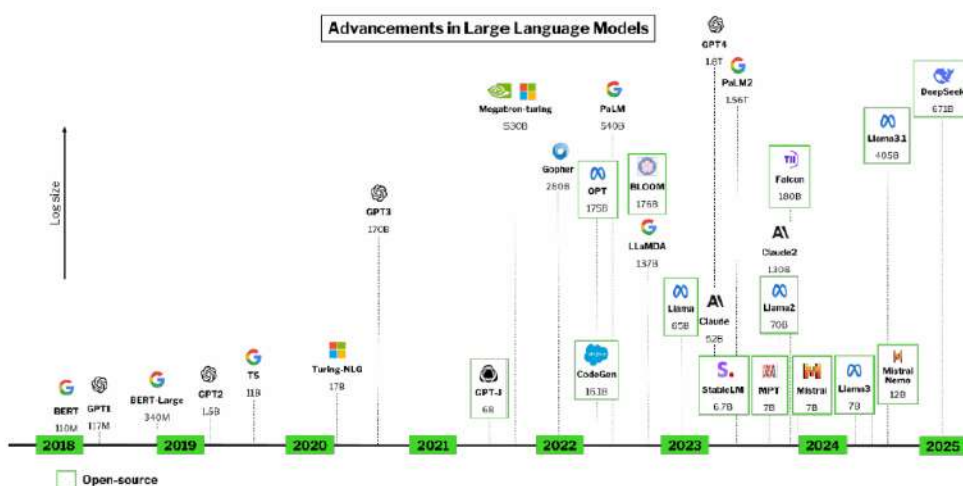 Advancements in Large Language Models
Log size
BERT
110M
GPT1
117M
BERT-Large
340M
GPT2
1.5B
T5
11B
Turing-NLG
17B
GPT3
170B
GPT-J
6B
Megatron-turing
530B
Gopher
280B
OPT
175B
CodeGen
16.1B
PaLM
540B
BLOOM
176B
LLaMDA
137B
Llama
65B
GPT4
1.8T
Claude
52B
StableLM
6.7B
PaLM2
1.56T
MPT
7B
TII
Falcon
180B
Claude2
130B
Llama2
70B
Mistral
7B
Llama3
7B
Llama3.1
405B
Mistral
Nemo
12B
DeepSeek
671B
2018
2019
2020
2021
2022
2023
2024
2025
Open-source